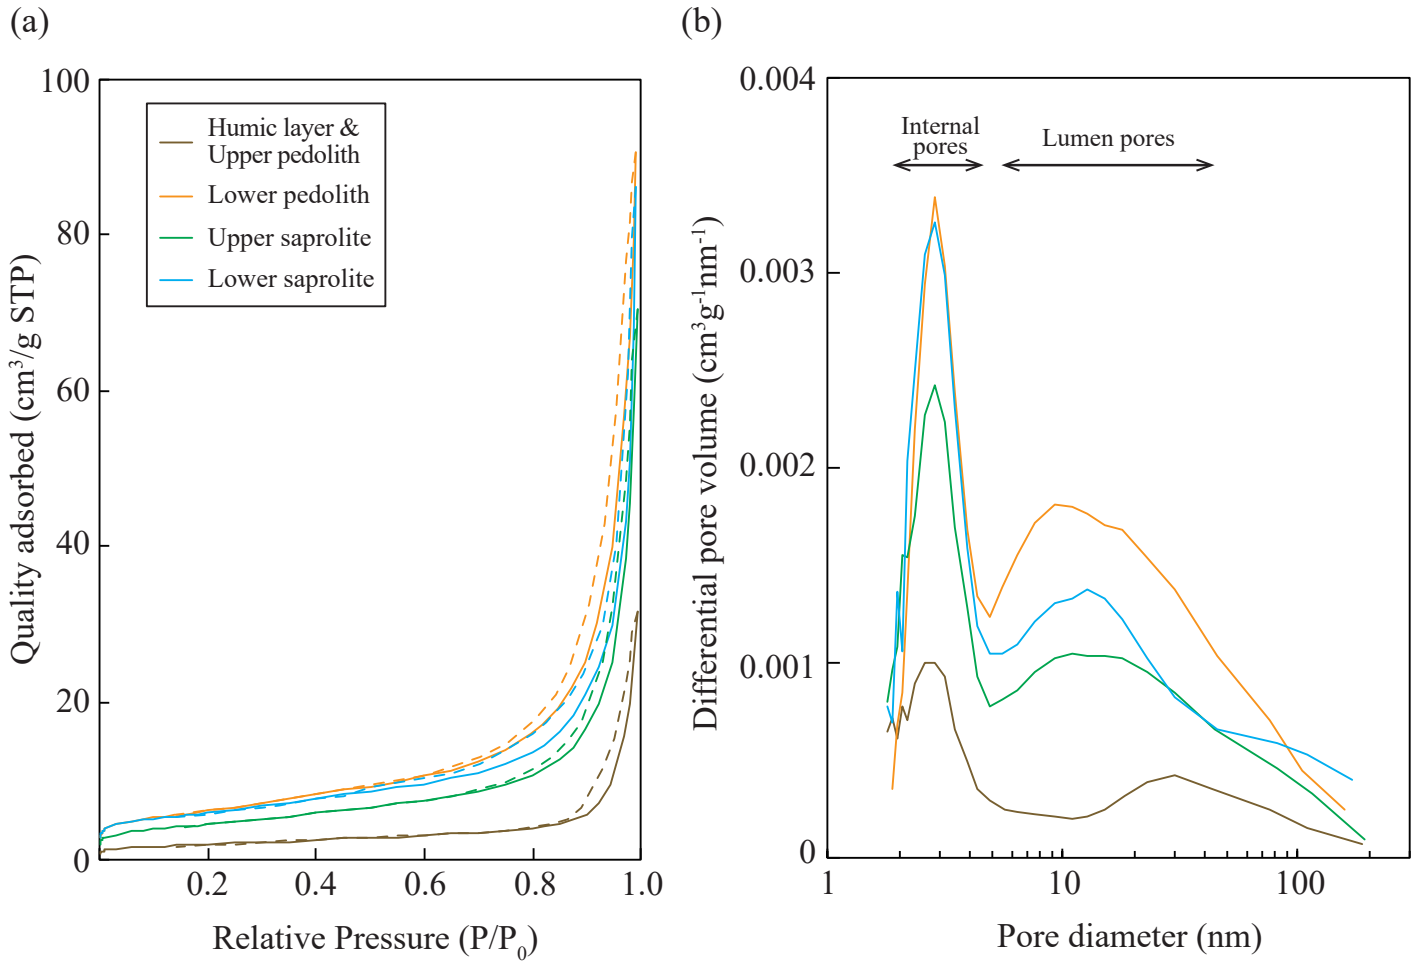 (a)
100
80
60
40
20
0
0.2
0.4
0.6
0.8
1.0
Quality adsorbed (cm³/g STP)
Relative Pressure (P/P₀)
Humic layer &
Upper pedolith
Lower pedolith
Upper saprolite
Lower saprolite
(b)
0.004
0.003
0.002
0.001
0
1
10
100
Differential pore volume (cm³g⁻¹nm⁻¹)
Pore diameter (nm)
Internal
pores
Lumen pores